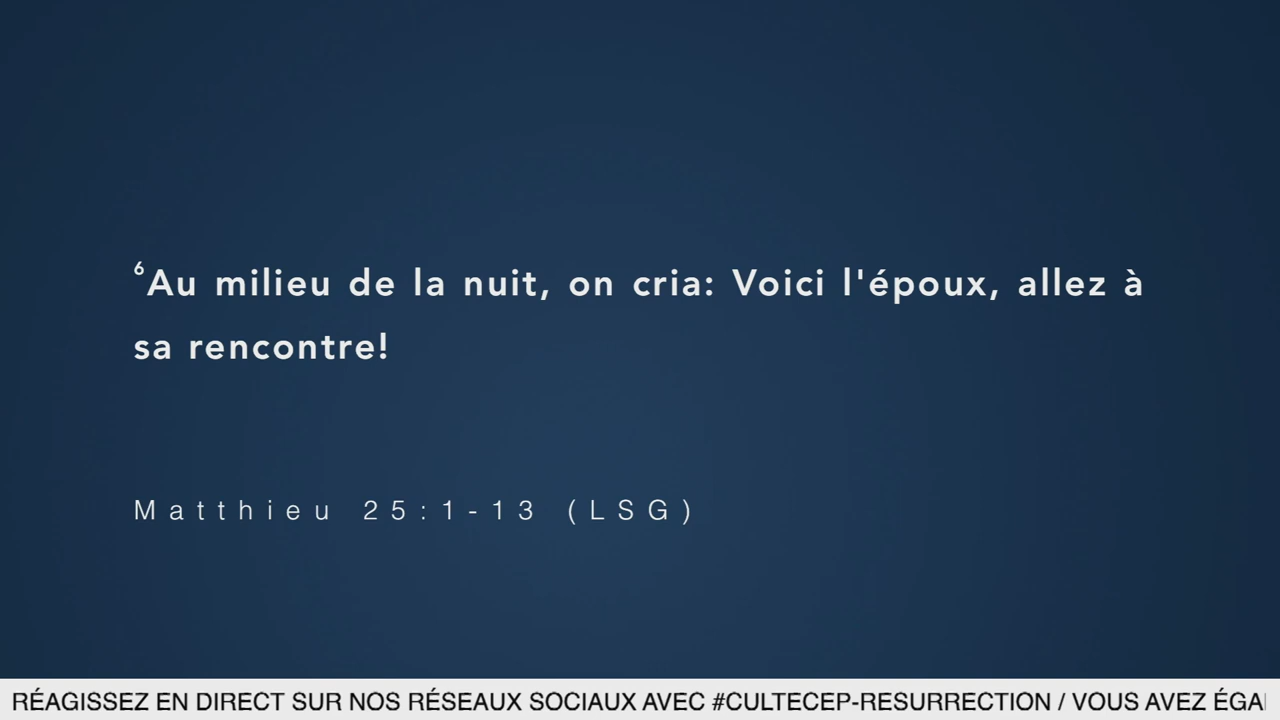 ⁶Au milieu de la nuit, on cria: Voici l'époux, allez à
sa rencontre!
Matthieu 25:1-13 (LSG)
RÉAGISSEZ EN DIRECT SUR NOS RÉSEAUX SOCIAUX AVEC #CULTECEP-RESURRECTION / VOUS AVEZ ÉGA